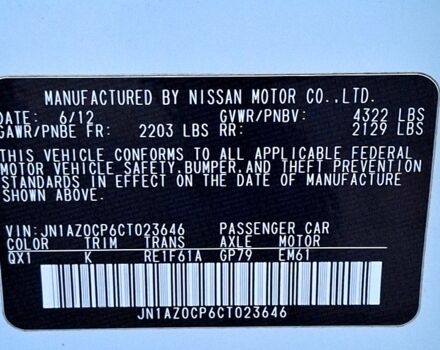 MANUFACTURED BY NISSAN MOTOR CO.,LTD.
DATE: 6/12 GVWR/PNBV: 4322 LBS
GAWR/PNBE FR: 2203 LBS RR: 2129 LBS
THIS VEHICLE CONFORMS TO ALL APPLICABLE FEDERAL
MOTOR VEHICLE SAFETY,BUMPER,AND THEFT PREVENTION
STANDARDS IN EFFECT ON THE DATE OF MANUFACTURE
SHOWN ABOVE.
VIN: JN1AZ0CP6CT023646 PASSENGER CAR
COLOR TRIM TRANS AXLE MOTOR
QX1 K RE1F61A GP79 EM61
JN1AZ0CP6CT023646